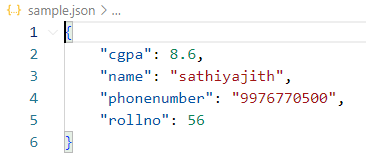 {..} sample.json > ...
1 {
2 "cgpa": 8.6,
3 "name": "sathiyajith",
4 "phonenumber": "9976770500",
5 "rollno": 56
6 }